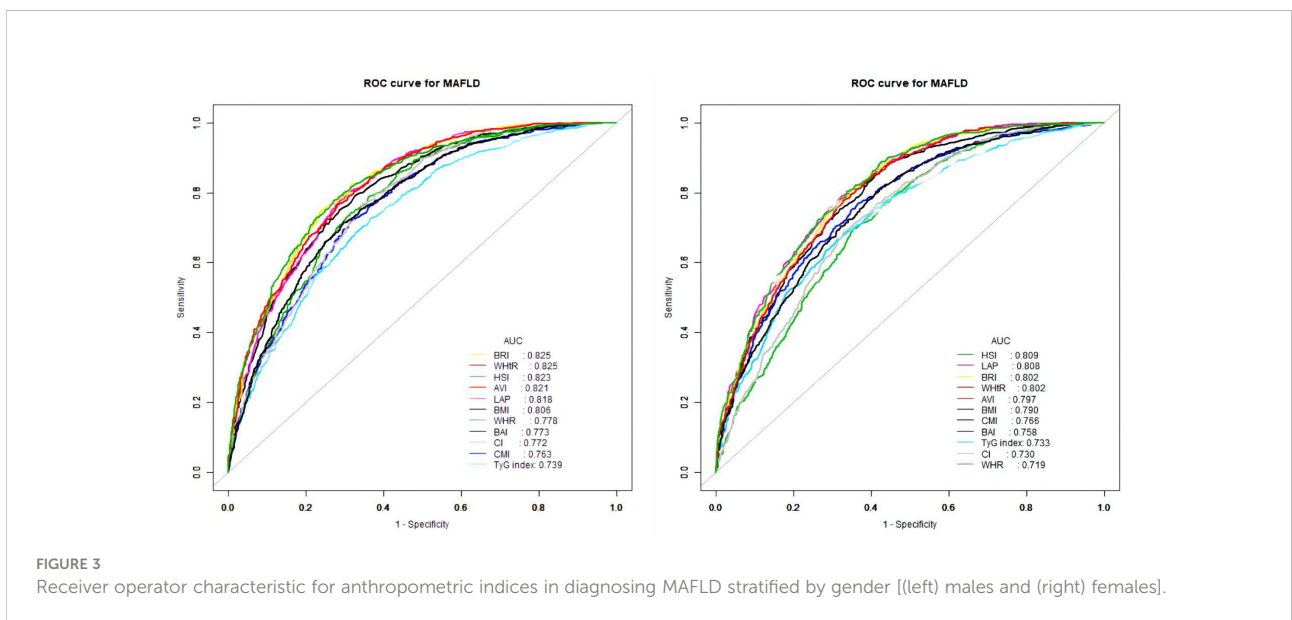 ROC curve for MAFLD
Sensitivity
0.0 0.2 0.4 0.6 0.8 1.0
AUC
BRI : 0.825
WHtR : 0.825
HSI : 0.823
AVI : 0.821
LAP : 0.818
BMI : 0.806
WHR : 0.778
BAI : 0.773
CI : 0.772
CMI : 0.763
TyG index: 0.739
0.0 0.2 0.4 0.6 0.8 1.0
1 - Specificity
ROC curve for MAFLD
Sensitivity
0.0 0.2 0.4 0.6 0.8 1.0
AUC
HSI : 0.809
LAP : 0.808
BRI : 0.802
WHtR : 0.802
AVI : 0.797
BMI : 0.790
CMI : 0.766
BAI : 0.758
TyG index: 0.733
CI : 0.730
WHR : 0.719
0.0 0.2 0.4 0.6 0.8 1.0
1 - Specificity
FIGURE 3
Receiver operator characteristic for anthropometric indices in diagnosing MAFLD stratified by gender [(left) males and (right) females].